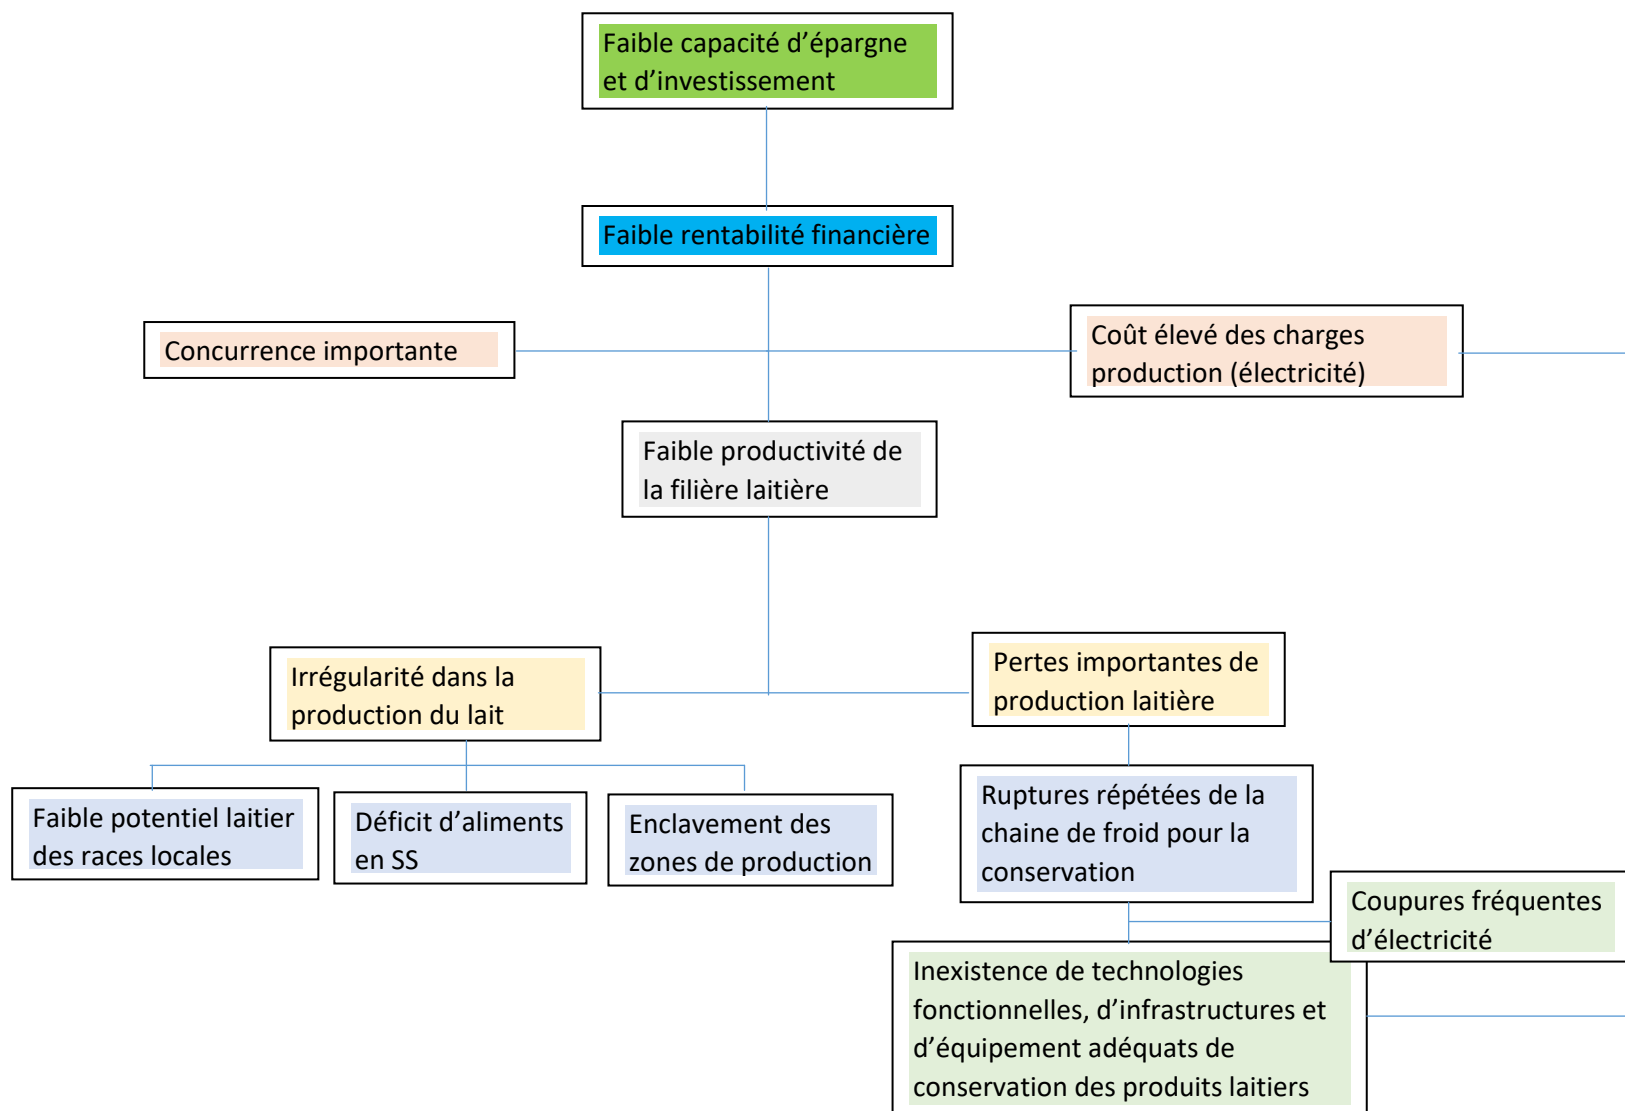 Faible capacité d’épargne
et d’investissement
Faible rentabilité financière
Concurrence importante
Coût élevé des charges
production (électricité)
Faible productivité de
la filière laitière
Irrégularité dans la
production du lait
Pertes importantes de
production laitière
Faible potentiel laitier
des races locales
Déficit d’aliments
en SS
Enclavement des
zones de production
Ruptures répétées de la
chaine de froid pour la
conservation
Coupures fréquentes
d’électricité
Inexistence de technologies
fonctionnelles, d’infrastructures et
d’équipement adéquats de
conservation des produits laitiers